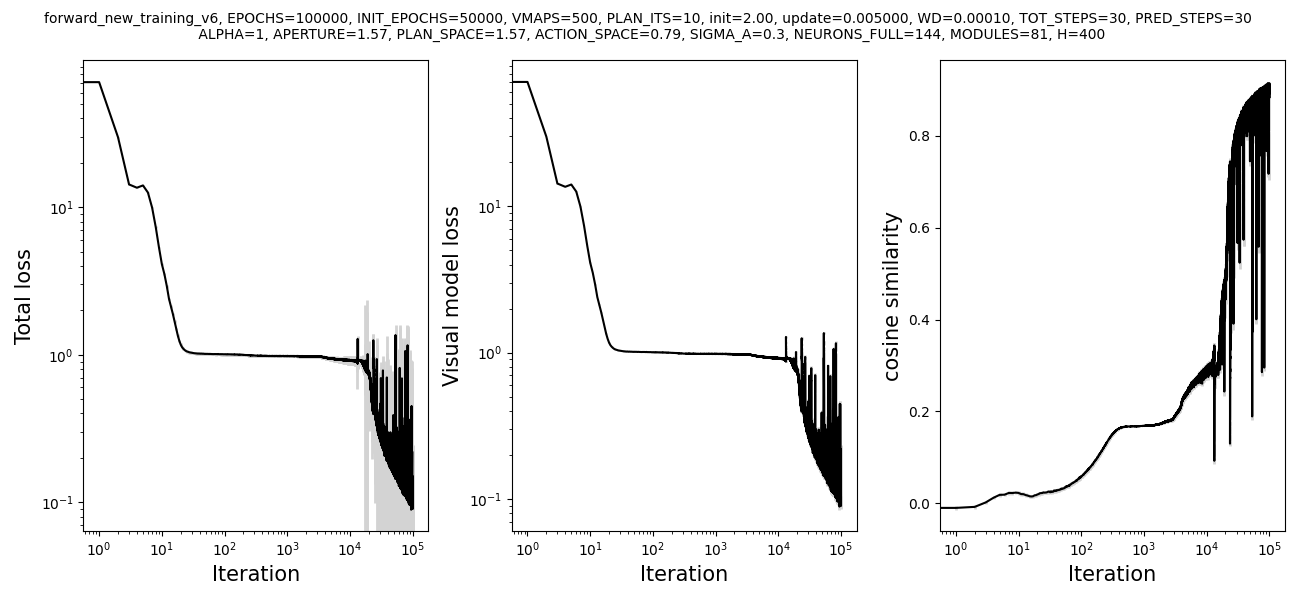 forward_new_training_v6, EPOCHS=100000, INIT_EPOCHS=50000, VMAPS=500, PLAN_ITS=10, init=2.00, update=0.005000, WD=0.00010, TOT_STEPS=30, PRED_STEPS=30
ALPHA=1, APERTURE=1.57, PLAN_SPACE=1.57, ACTION_SPACE=0.79, SIGMA_A=0.3, NEURONS_FULL=144, MODULES=81, H=400
Total loss
10¹
10⁰
10⁻¹
10⁰ 10¹ 10² 10³ 10⁴ 10⁵
Iteration
Visual model loss
10¹
10⁰
10⁻¹
10⁰ 10¹ 10² 10³ 10⁴ 10⁵
Iteration
cosine similarity
0.8
0.6
0.4
0.2
0.0
10⁰ 10¹ 10² 10³ 10⁴ 10⁵
Iteration